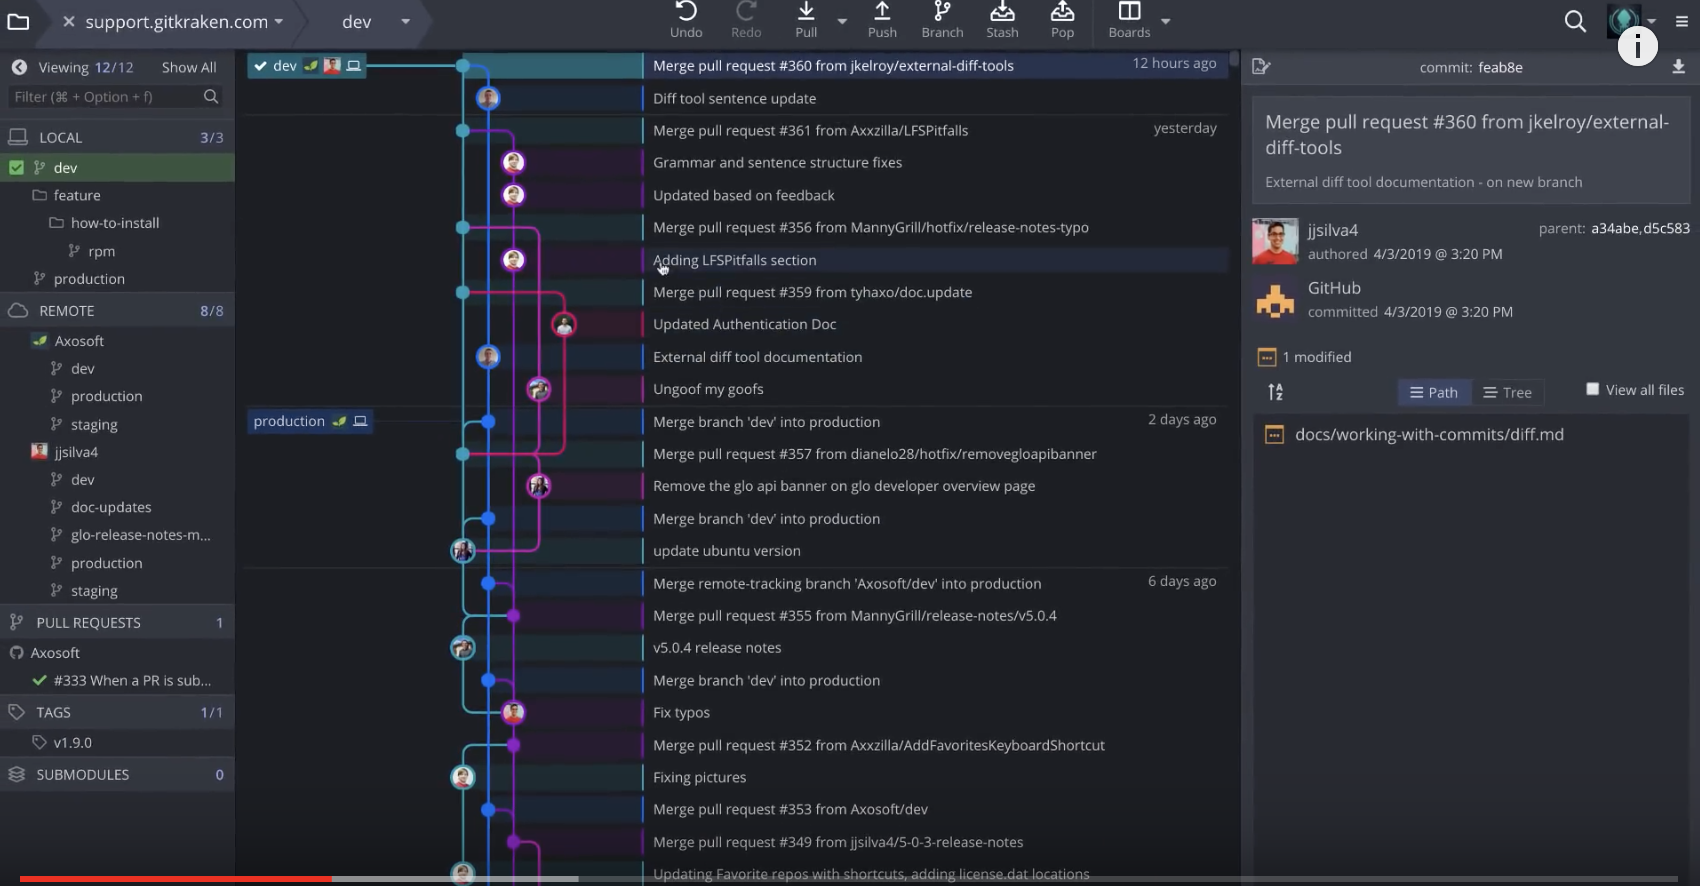 support.gitkraken.com
dev
Undo
Redo
Pull
Push
Branch
Stash
Pop
Boards
Viewing 12/12 Show All
Filter (⌘ + Option + f)
LOCAL 3/3
dev
feature
how-to-install
rpm
production
REMOTE 8/8
Axosoft
dev
production
staging
jjsilva4
dev
doc-updates
glo-release-notes-m...
production
staging
PULL REQUESTS 1
Axosoft
#333 When a PR is sub...
TAGS 1/1
v1.9.0
SUBMODULES 0
dev
Merge pull request #360 from jkelroy/external-diff-tools 12 hours ago
Diff tool sentence update
Merge pull request #361 from Axxzilla/LFSPitfalls yesterday
Grammar and sentence structure fixes
Updated based on feedback
Merge pull request #356 from MannyGrill/hotfix/release-notes-typo
Adding LFSPitfalls section
Merge pull request #359 from tyhaxo/doc.update
Updated Authentication Doc
External diff tool documentation
Ungoof my goofs
production
Merge branch 'dev' into production 2 days ago
Merge pull request #357 from dianelo28/hotfix/removegloapibanner
Remove the glo api banner on glo developer overview page
Merge branch 'dev' into production
update ubuntu version
Merge remote-tracking branch 'Axosoft/dev' into production 6 days ago
Merge pull request #355 from MannyGrill/release-notes/v5.0.4
v5.0.4 release notes
Merge branch 'dev' into production
Fix typos
Merge pull request #352 from Axxzilla/AddFavoritesKeyboardShortcut
Fixing pictures
Merge pull request #353 from Axosoft/dev
Merge pull request #349 from jjsilva4/5-0-3-release-notes
Updating Favorite repos with shortcuts, adding license.dat locations
commit: feab8e
Merge pull request #360 from jkelroy/external-
diff-tools
External diff tool documentation - on new branch
jjsilva4 parent: a34abe,d5c583
authored 4/3/2019 @ 3:20 PM
GitHub
committed 4/3/2019 @ 3:20 PM
1 modified
Path Tree View all files
docs/working-with-commits/diff.md